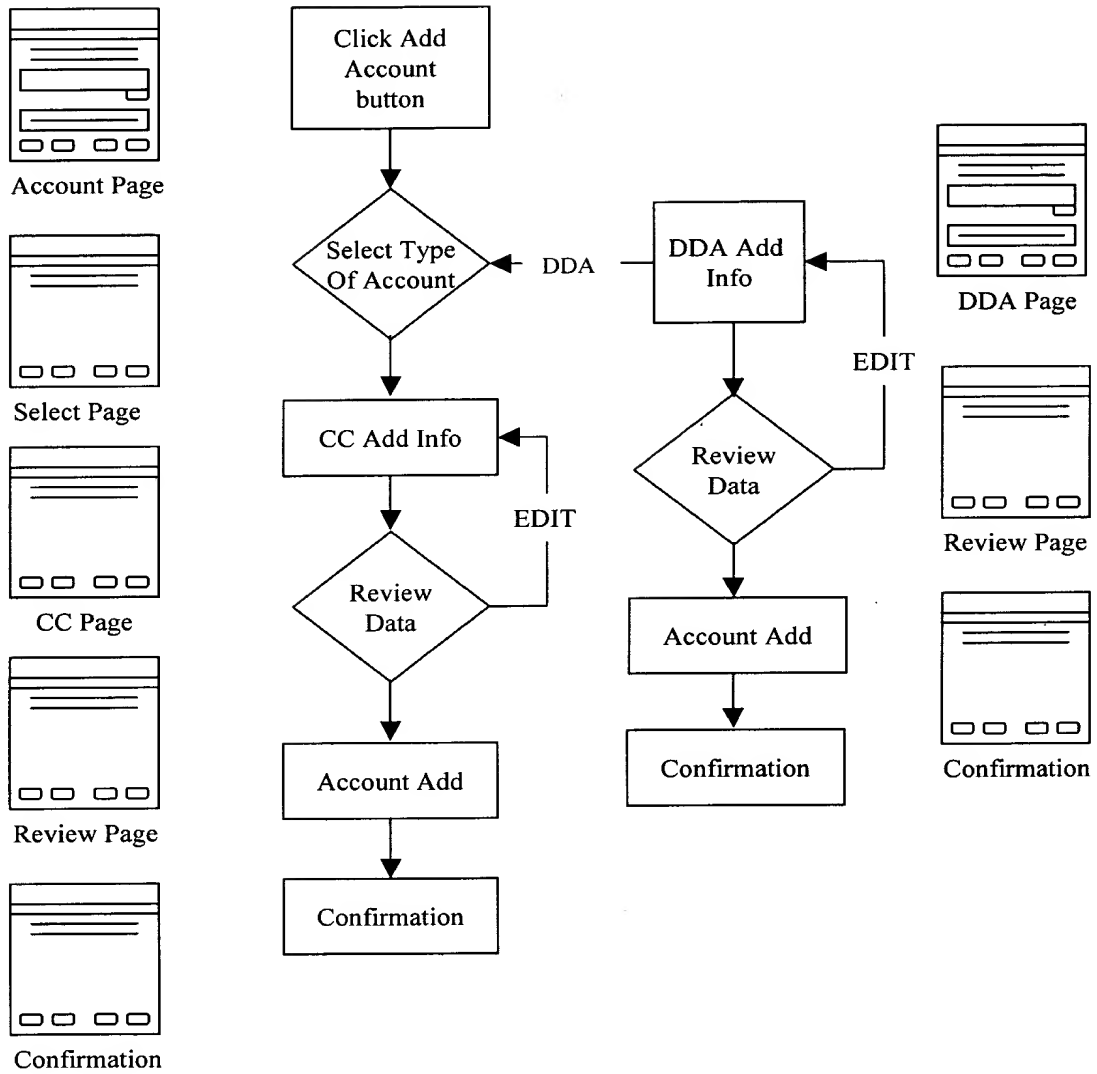 Account Page
Select Page
CC Page
Review Page
Confirmation
Click Add
Account
button
Select Type
Of Account
DDA
CC Add Info
EDIT
Review
Data
Account Add
Confirmation
DDA Add
Info
EDIT
Review
Data
Account Add
Confirmation
DDA Page
Review Page
Confirmation